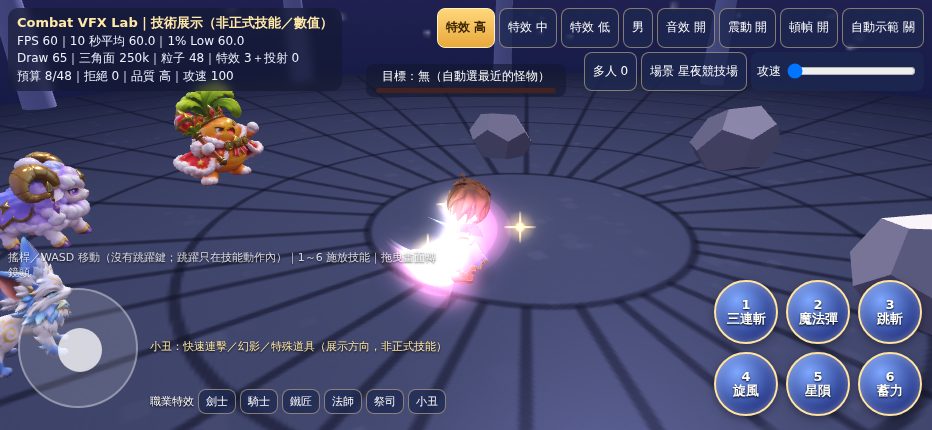 Combat VFX Lab｜技術展示（非正式技能／數值）
FPS 60｜10 秒平均 60.0｜1% Low 60.0
Draw 65｜三角面 250k｜粒子 48｜特效 3＋投射 0
預算 8/48｜拒絕 0｜品質 高｜攻速 100
特效 高
特效 中
特效 低
男
音效 開
震動 開
頓幀 開
自動示範 關
多人 0
場景 星夜競技場
攻速
目標：無（自動選最近的怪物）
搖桿／WASD 移動（沒有跳躍鍵；跳躍只在技能動作內）｜1～6 施放技能｜拖曳畫面轉
鏡頭
小丑：快速連擊／幻影／特殊道具（展示方向，非正式技能）
職業特效
劍士
騎士
鐵匠
法師
祭司
小丑
1
三連斬
2
魔法彈
3
跳斬
4
旋風
5
星隕
6
蓄力